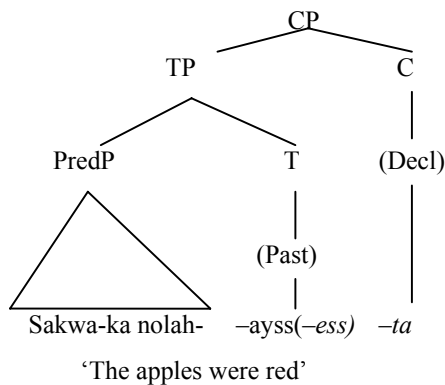 CP
TP C
PredP T (Decl)
(Past)
Sakwa-ka nolah- –ayss(–ess) –ta
‘The apples were red’